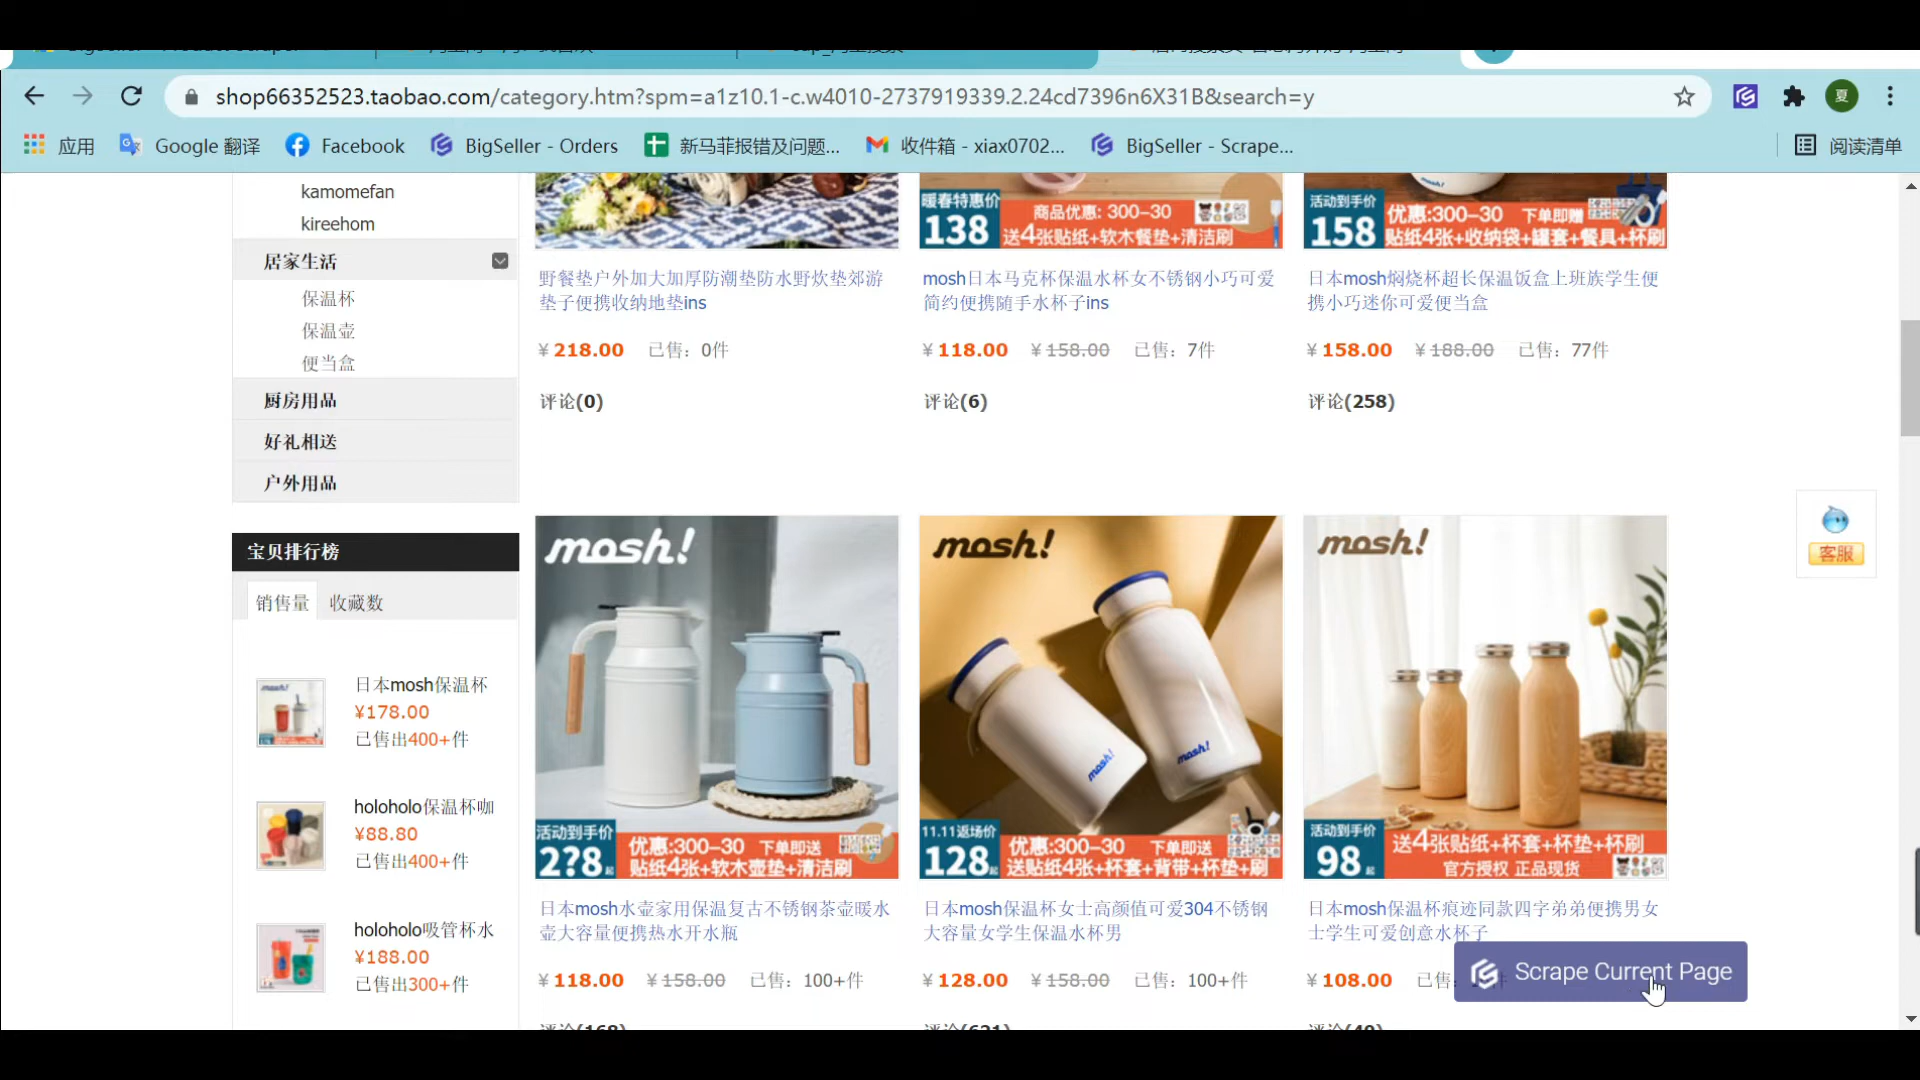 shop66352523.taobao.com/category.htm?spm=a1z10.1-c.w4010-2737919339.2.24cd7396n6X31B&search=y
夏
应用
Google 翻译
Facebook
BigSeller - Orders
新马菲报错及问题...
收件箱 - xiax0702...
BigSeller - Scrape...
阅读清单
kamomefan
kireehom
居家生活
保温杯
保温壶
便当盒
厨房用品
好礼相送
户外用品
宝贝排行榜
销售量 收藏数
日本mosh保温杯
¥178.00
已售出400+件
holoholo保温杯咖
¥88.80
已售出400+件
holoholo吸管杯水
¥188.00
已售出300+件
野餐垫户外加大加厚防潮垫防水野炊垫郊游
垫子便携收纳地垫ins
¥ 218.00 已售：0件
评论(0)
暖春特惠价
138
商品优惠: 300-30
送4张贴纸+软木餐垫+清洁刷
mosh日本马克杯保温水杯女不锈钢小巧可爱
简约便携随手水杯子ins
¥ 118.00 ¥ 158.00 已售：7件
评论(6)
活动到手价
158
优惠:300-30 下单即赠
贴纸4张+收纳袋+罐套+餐具+杯刷
日本mosh焖烧杯超长保温饭盒上班族学生便
携小巧迷你可爱便当盒
¥ 158.00 ¥ 188.00 已售：77件
评论(258)
mosh!
活动到手价
2?8起
优惠:300-30 下单即送
贴纸4张+软木壶垫+清洁刷
日本mosh水壶家用保温复古不锈钢茶壶暖水
壶大容量便携热水开水瓶
¥ 118.00 ¥ 158.00 已售：100+件
评论(168)
mosh!
mosh!
mosh!
11.11返场价
128起
优惠:300-30 下单即送
送贴纸4张+杯套+背带+杯垫+刷
日本mosh保温杯女士高颜值可爱304不锈钢
大容量女学生保温水杯男
¥ 128.00 ¥ 158.00 已售：100+件
评论(621)
mosh!
活动到手价
98起
送4张贴纸+杯套+杯垫+杯刷
官方授权 正品现货
日本mosh保温杯痕迹同款四字弟弟便携男女
士学生可爱创意水杯子
¥ 108.00 已售
评论(40)
客服
Scrape Current Page